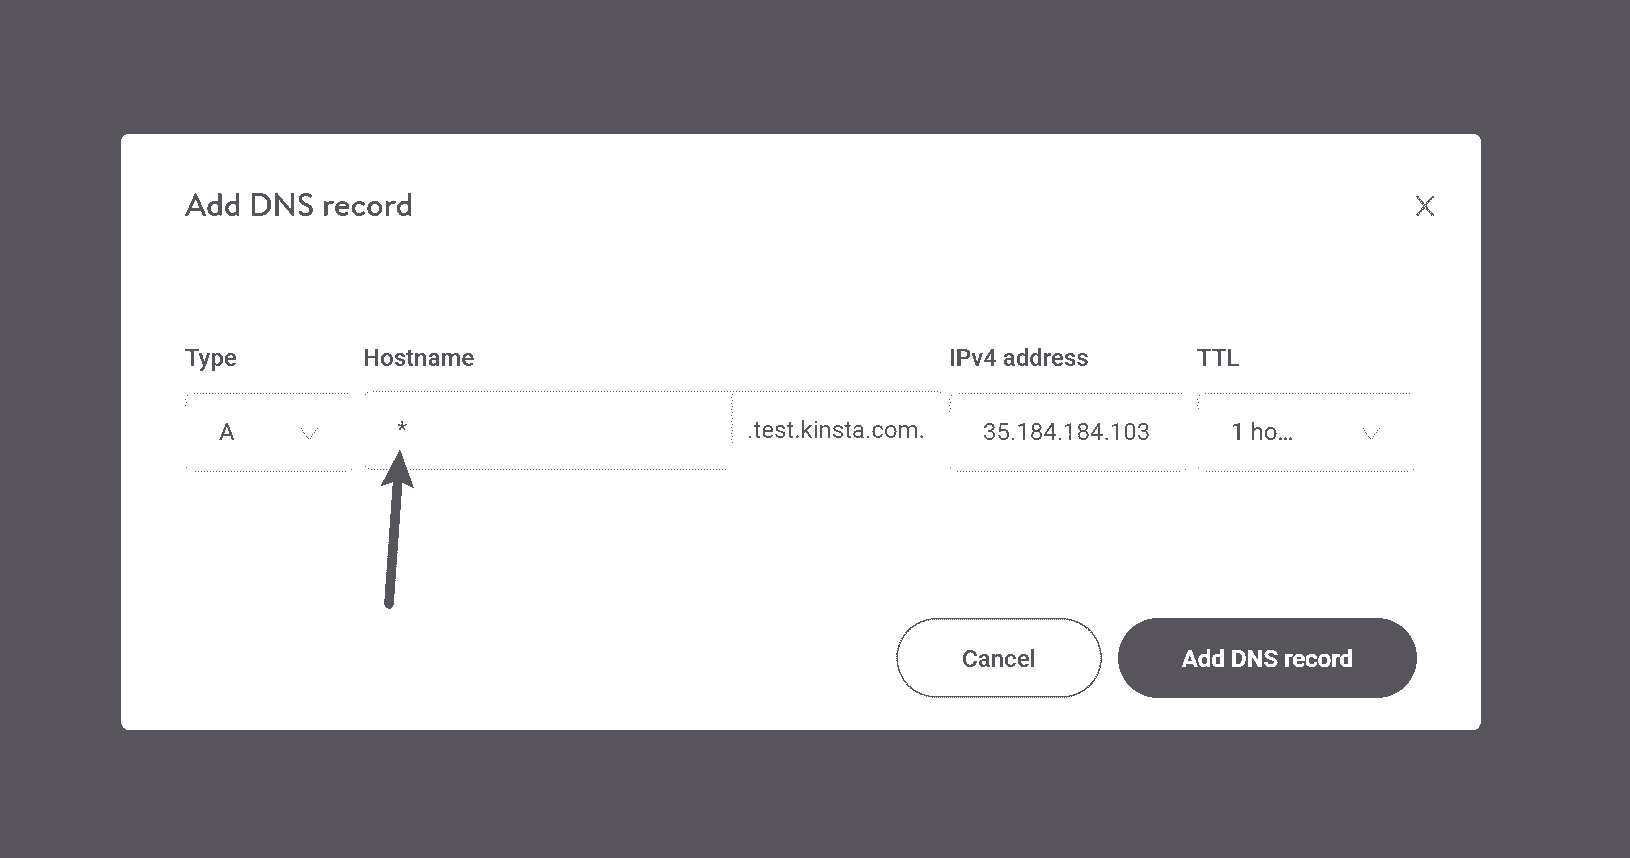 Add DNS record
Type Hostname IPv4 address TTL
A * .test.kinsta.com. 35.184.184.103 1 ho...
Cancel Add DNS record